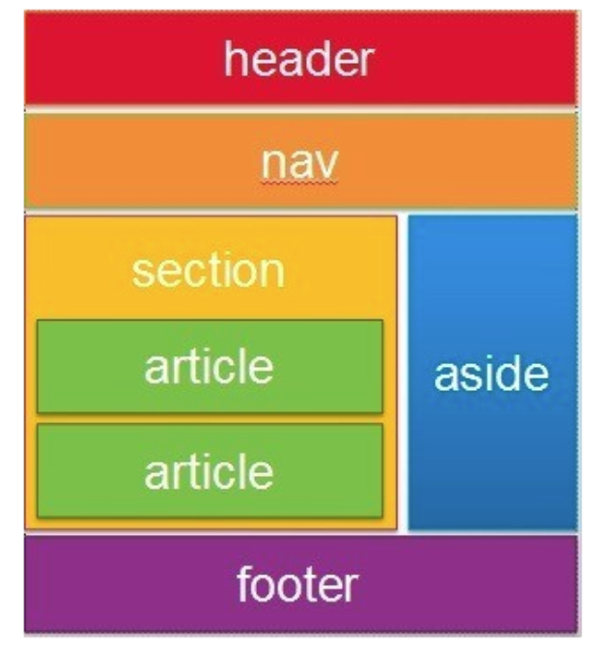 header
nav
section
article
aside
article
footer